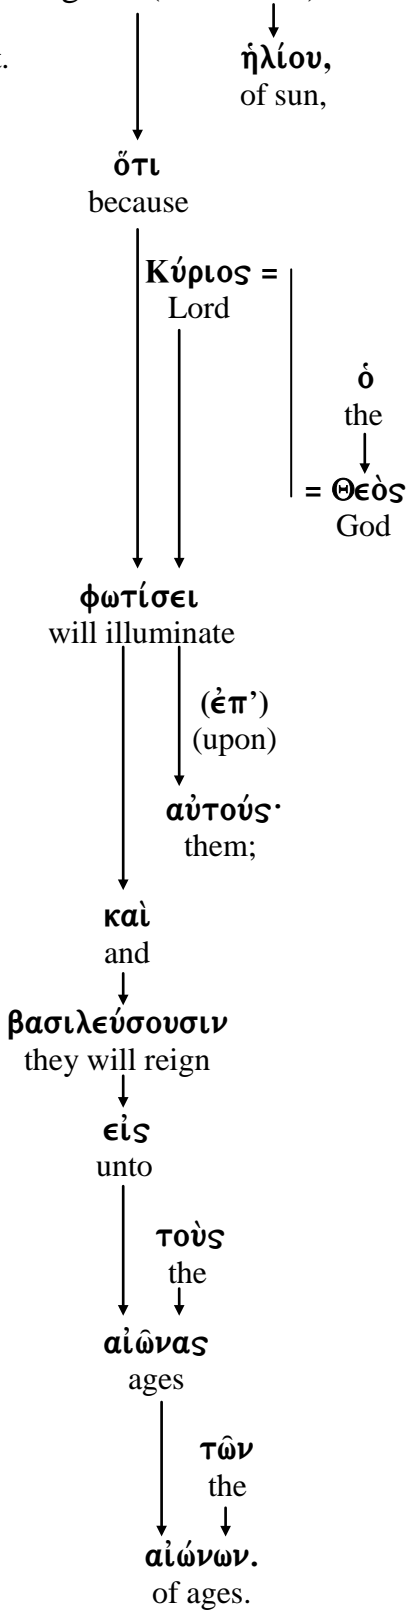 ἡλίου,
of sun,
ὅτι
because
Κύριος =
Lord
ὁ
the
= Θεὸς
God
φωτίσει
will illuminate
(ἐπ’)
(upon)
αὐτούς·
them;
καὶ
and
βασιλεύσουσιν
they will reign
εἰς
unto
τοὺς
the
αἰῶνας
ages
τῶν
the
αἰώνων.
of ages.